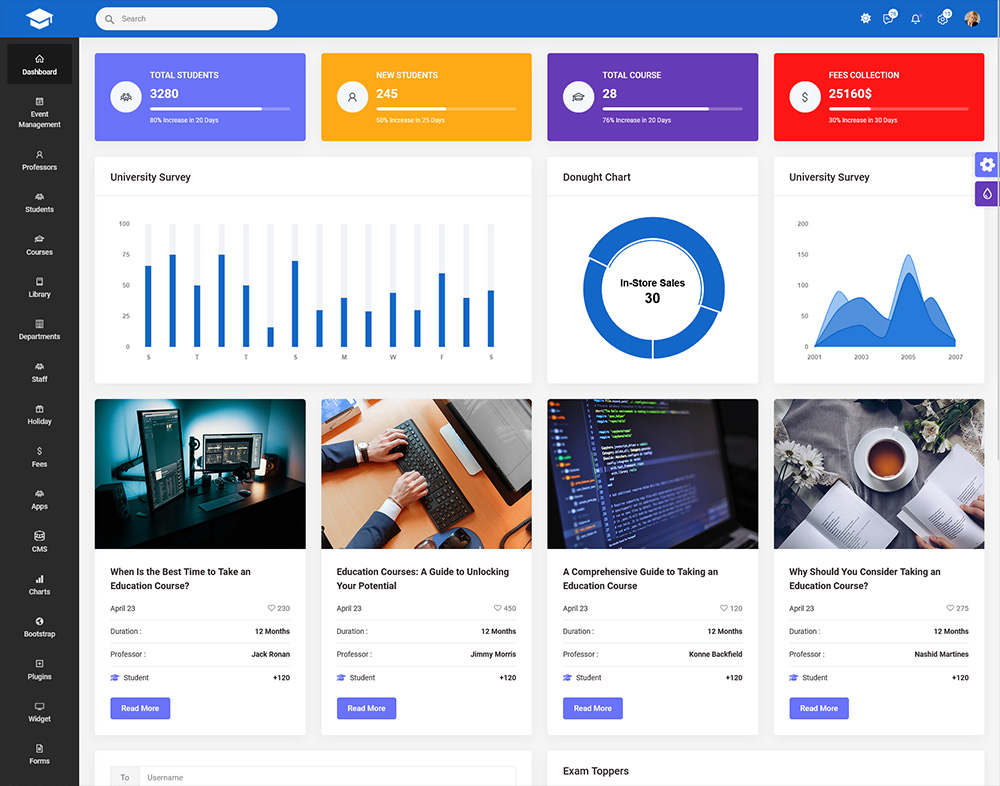 Search
76
15
Dashboard
Event
Management
Professors
Students
Courses
Library
Departments
Staff
Holiday
Fees
Apps
CMS
Charts
Bootstrap
Plugins
Widget
Forms
TOTAL STUDENTS
3280
80% Increase in 20 Days
NEW STUDENTS
245
50% Increase in 25 Days
TOTAL COURSE
28
76% Increase in 20 Days
$
FEES COLLECTION
25160$
30% Increase in 30 Days
University Survey
100
75
50
25
0
S T T S M W F S
Donught Chart
In-Store Sales
30
University Survey
200
150
100
50
0
2001 2003 2005 2007
When Is the Best Time to Take an
Education Course?
April 23 230
Duration : 12 Months
Professor : Jack Ronan
Student +120
Read More
Education Courses: A Guide to Unlocking
Your Potential
April 23 450
Duration : 12 Months
Professor : Jimmy Morris
Student +120
Read More
A Comprehensive Guide to Taking an
Education Course
April 23 120
Duration : 12 Months
Professor : Konne Backfield
Student +120
Read More
Why Should You Consider Taking an
Education Course?
April 23 275
Duration : 12 Months
Professor : Nashid Martines
Student +120
Read More
To Username
Exam Toppers